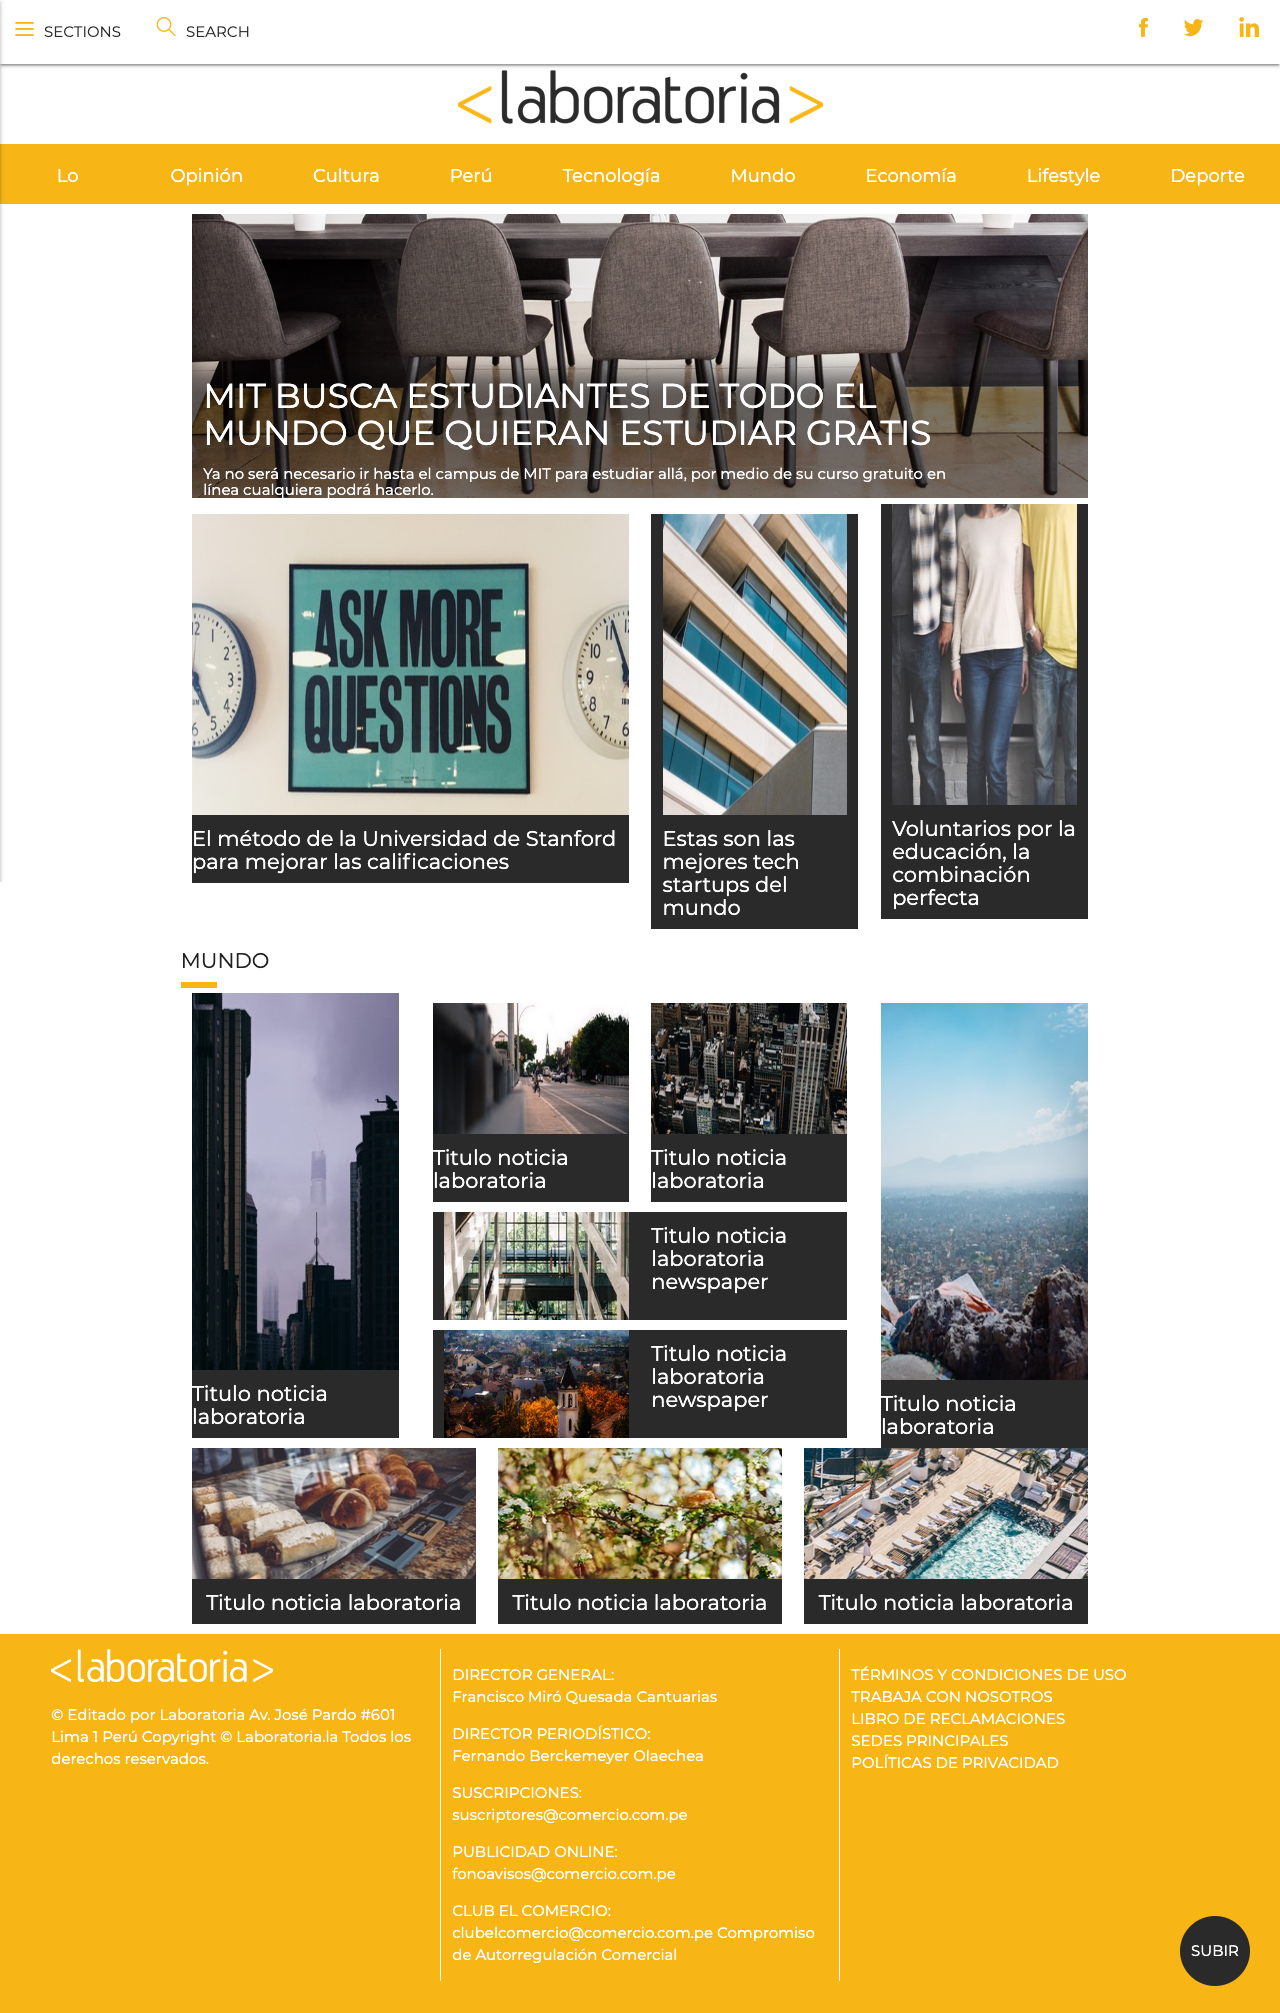 SECTIONS
SEARCH
<laboratoria>
Lo Opinión Cultura Perú Tecnología Mundo Economía Lifestyle Deporte
MIT BUSCA ESTUDIANTES DE TODO EL
MUNDO QUE QUIERAN ESTUDIAR GRATIS
Ya no será necesario ir hasta el campus de MIT para estudiar allá, por medio de su curso gratuito en
línea cualquiera podrá hacerlo.
ASK MORE
QUESTIONS
El método de la Universidad de Stanford
para mejorar las calificaciones
Estas son las
mejores tech
startups del
mundo
Voluntarios por la
educación, la
combinación
perfecta
MUNDO
Titulo noticia
laboratoria
Titulo noticia
laboratoria
Titulo noticia
laboratoria
Titulo noticia
laboratoria
newspaper
Titulo noticia
laboratoria
newspaper
Titulo noticia
laboratoria
Titulo noticia laboratoria
Titulo noticia laboratoria
Titulo noticia laboratoria
<laboratoria>
© Editado por Laboratoria Av. José Pardo #601
Lima 1 Perú Copyright © Laboratoria.la Todos los
derechos reservados.
DIRECTOR GENERAL:
Francisco Miró Quesada Cantuarias
DIRECTOR PERIODÍSTICO:
Fernando Berckemeyer Olaechea
SUSCRIPCIONES:
suscriptores@comercio.com.pe
PUBLICIDAD ONLINE:
fonoavisos@comercio.com.pe
CLUB EL COMERCIO:
clubelcomercio@comercio.com.pe Compromiso
de Autorregulación Comercial
TÉRMINOS Y CONDICIONES DE USO
TRABAJA CON NOSOTROS
LIBRO DE RECLAMACIONES
SEDES PRINCIPALES
POLÍTICAS DE PRIVACIDAD
SUBIR